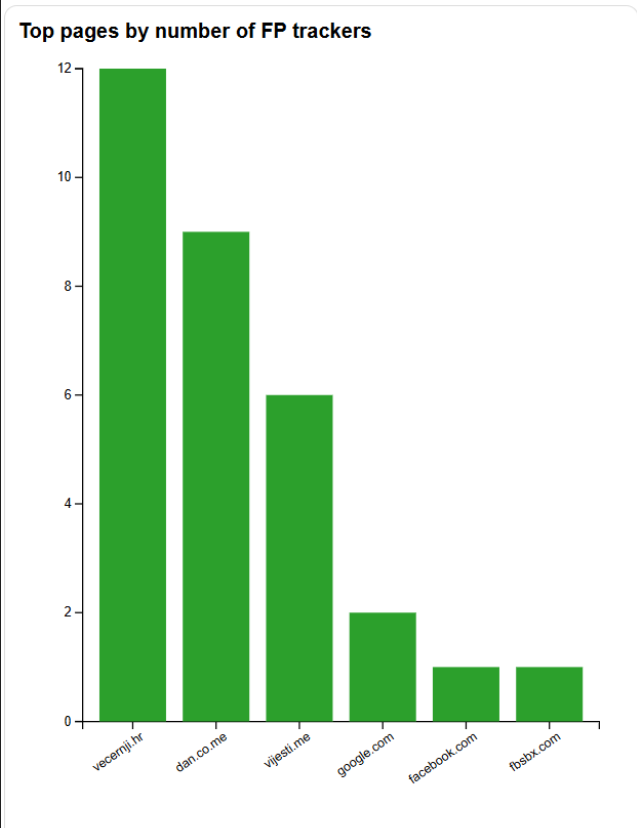 Top pages by number of FP trackers
12
10
8
6
4
2
0
vecernji.hr
dan.co.me
vijesti.me
google.com
facebook.com
fbsbx.com